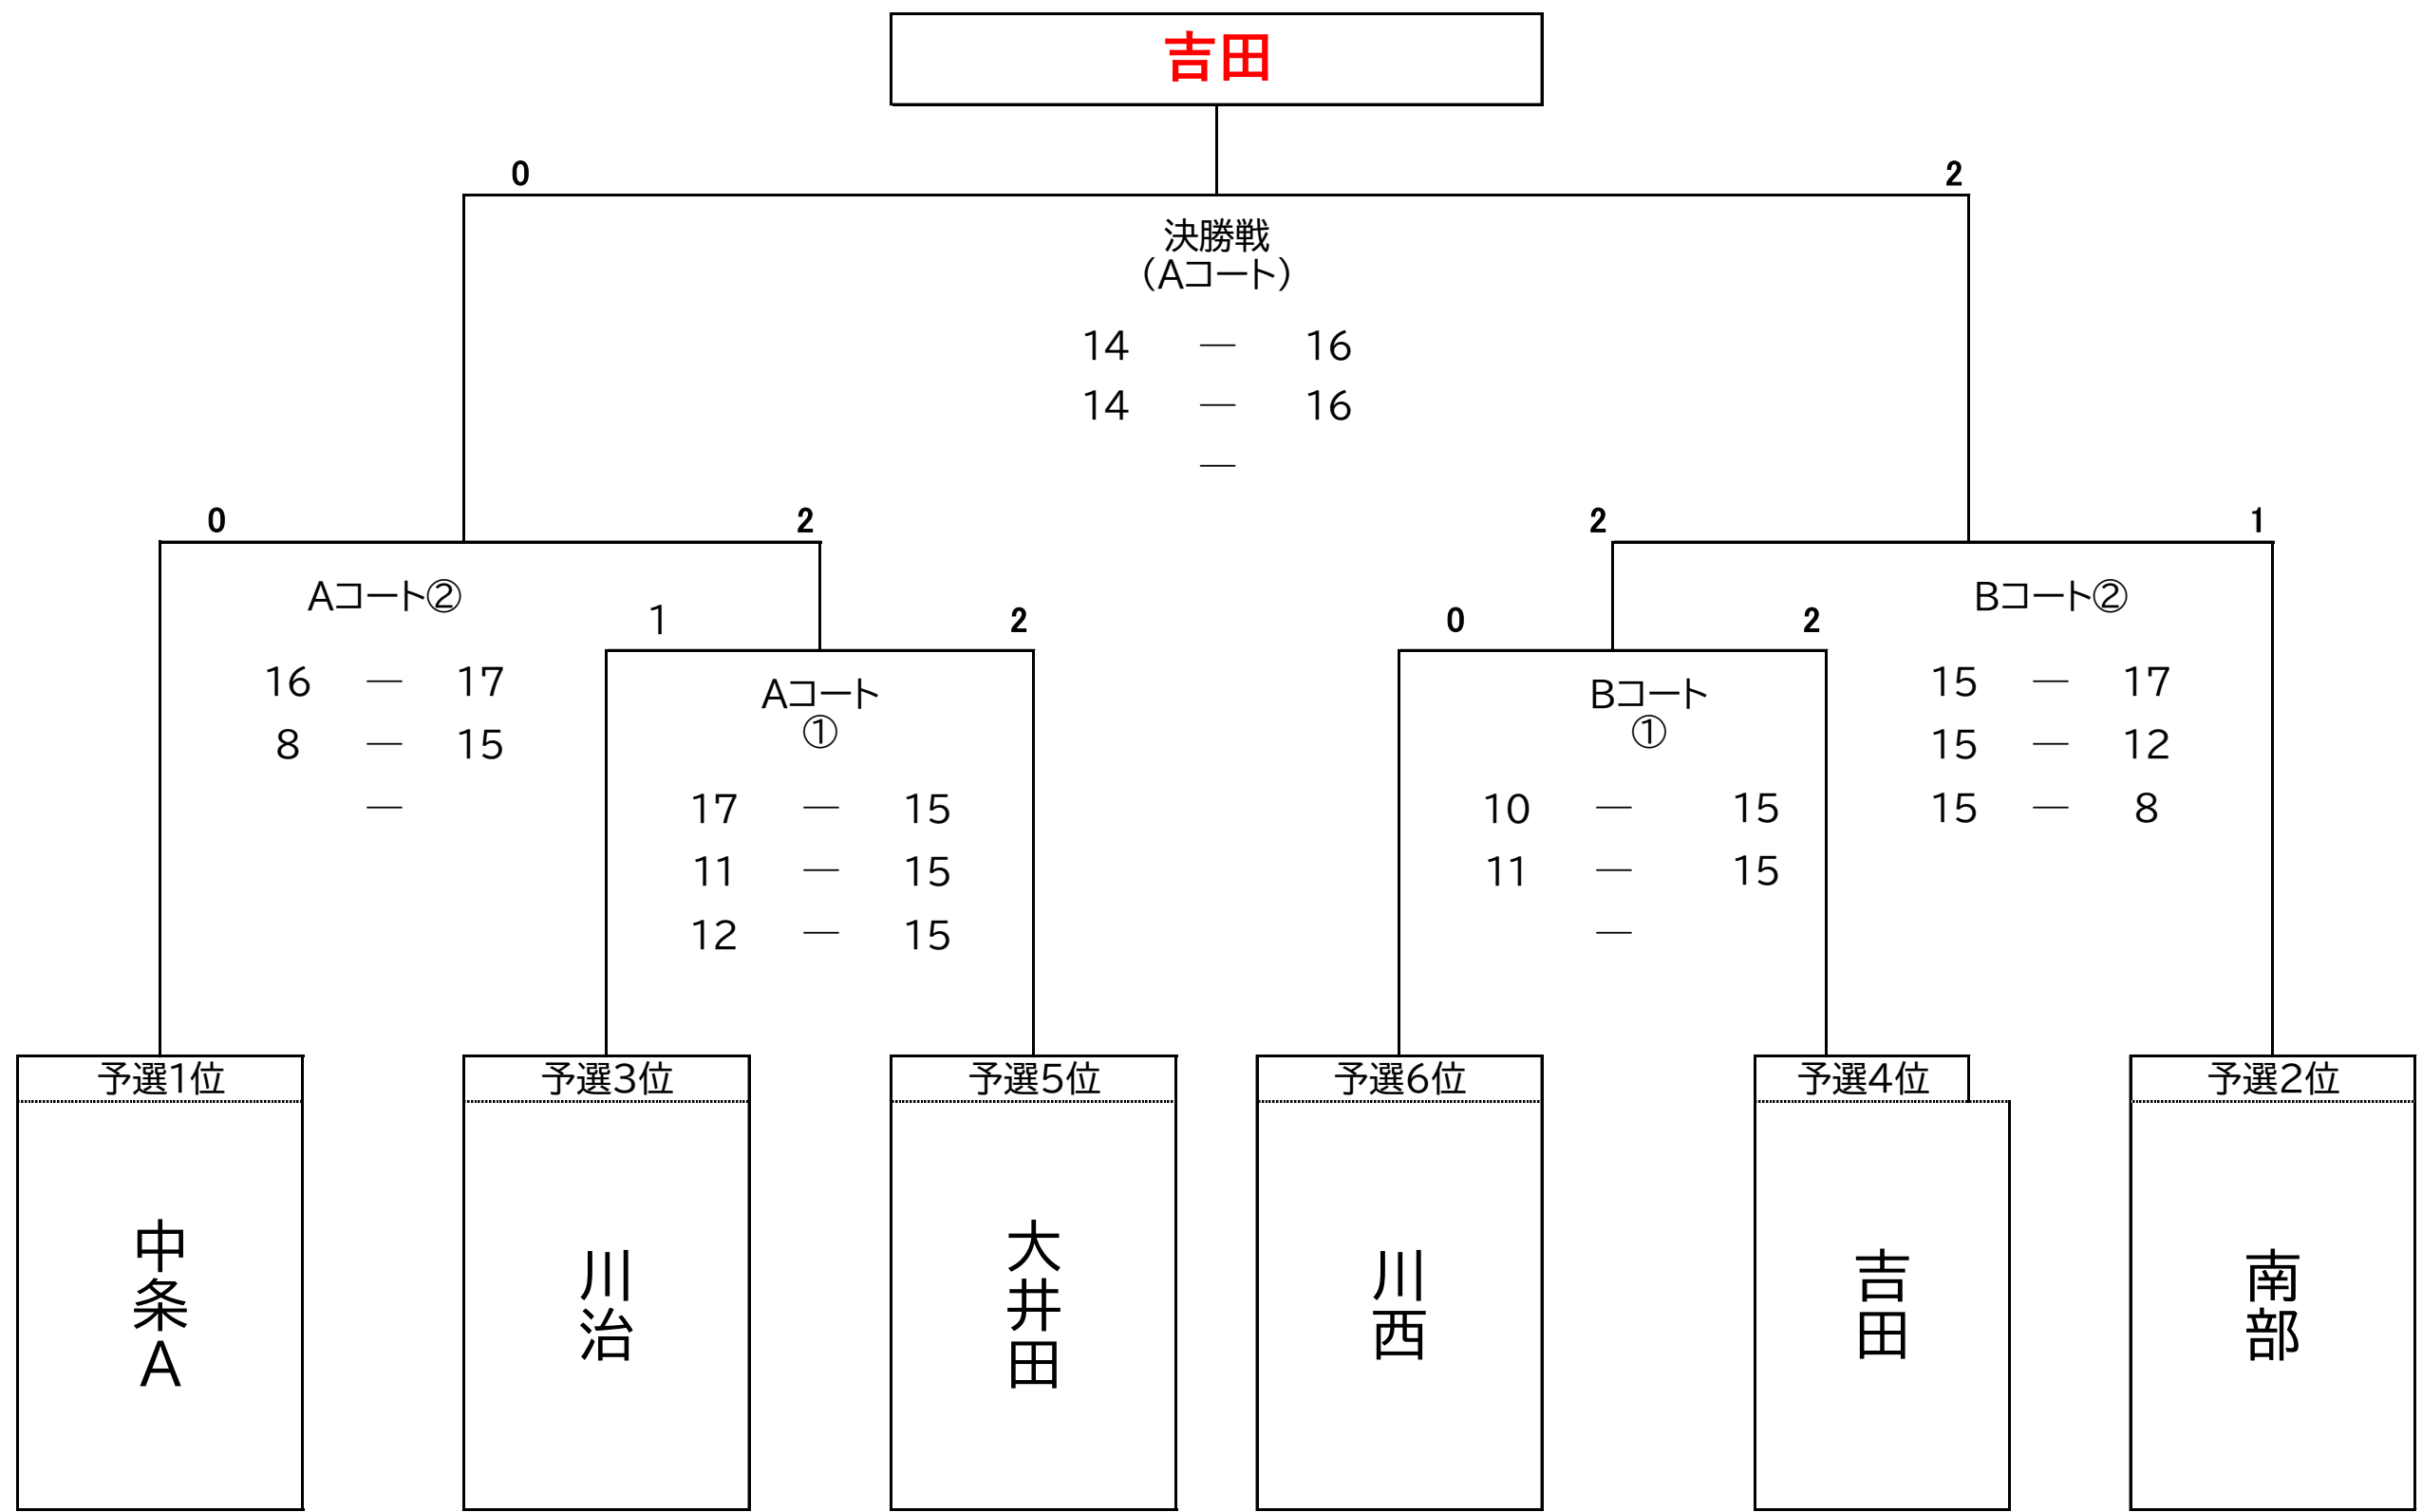 吉田
0 2
決勝戦
（Aコート）
14 — 16
14 — 16
—
0 2 2 1
Aコート② Bコート②
1 2 0 2
16 — 17 15 — 17
Aコート Bコート
① ①
8 — 15 15 — 12
— 17 — 15 10 — 15 15 — 8
11 — 15 11 — 15
12 — 15 —
予選1位 予選3位 予選5位 予選6位 予選4位 予選2位
中条A 川治 大井田 川西 吉田 南部